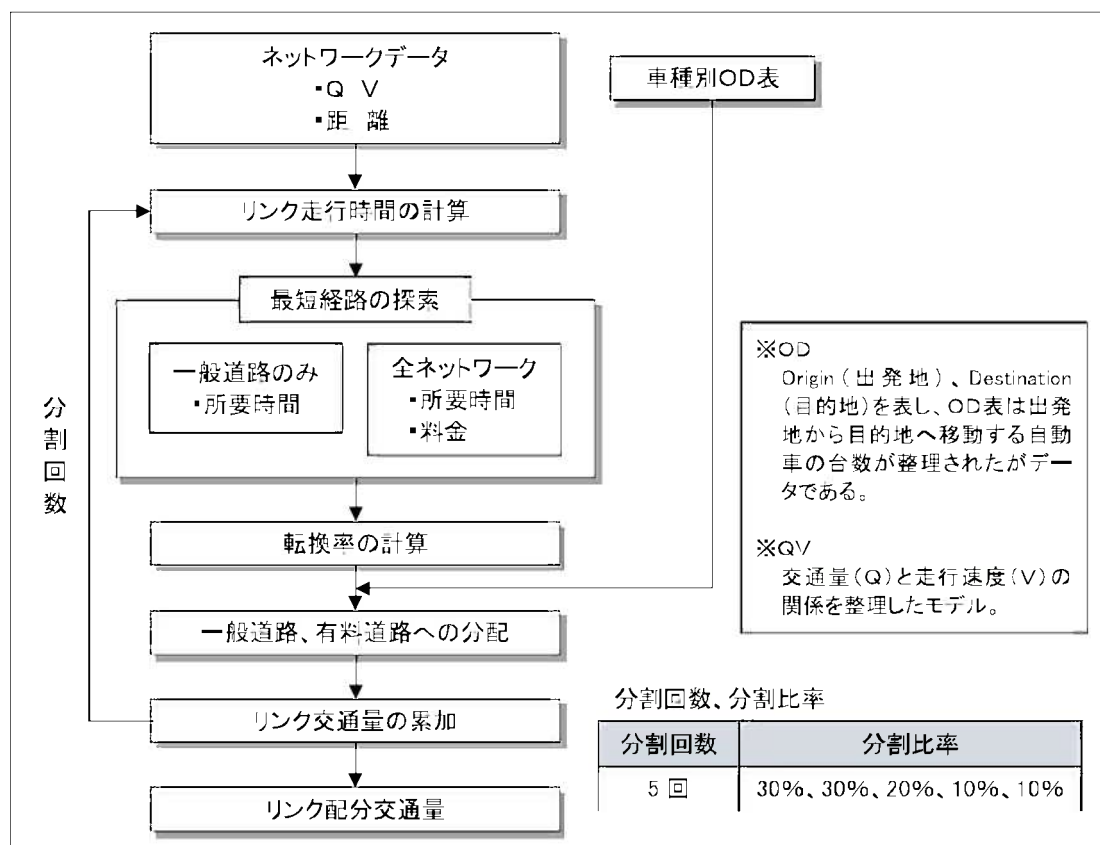 ネットワークデータ
▪Q V
▪距 離
車種別OD表
リンク走行時間の計算
最短経路の探索
一般道路のみ
▪所要時間
全ネットワーク
▪所要時間
▪料金
分割回数
転換率の計算
一般道路、有料道路への分配
リンク交通量の累加
リンク配分交通量
※OD
Origin(出発地)、Destination
(目的地)を表し、OD表は出発
地から目的地へ移動する自動
車の台数が整理されたがデー
タである。
※QV
交通量(Q)と走行速度(V)の
関係を整理したモデル。
分割回数、分割比率
分割回数 分割比率
5回 30%、30%、20%、10%、10%